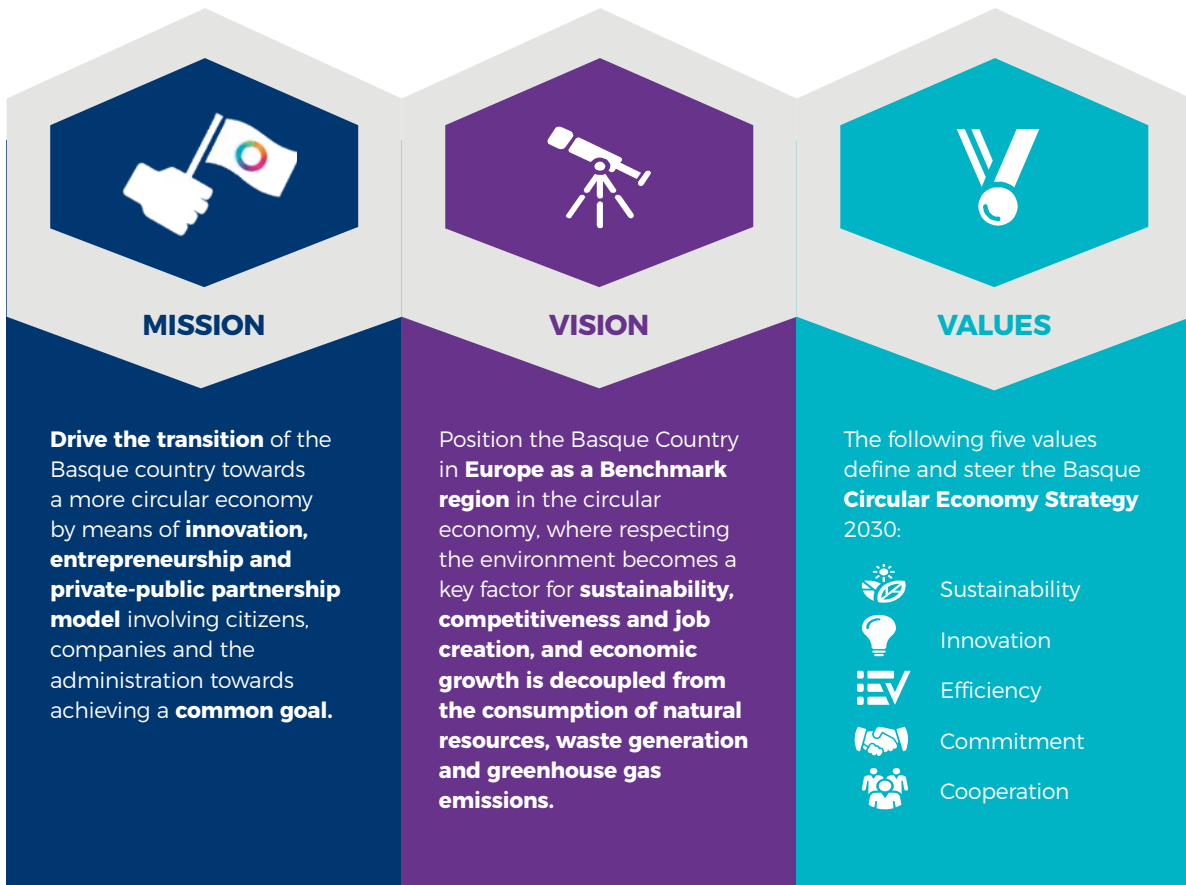 MISSION
Drive the transition of the
Basque country towards
a more circular economy
by means of innovation,
entrepreneurship and
private-public partnership
model involving citizens,
companies and the
administration towards
achieving a common goal.
VISION
Position the Basque Country
in Europe as a Benchmark
region in the circular
economy, where respecting
the environment becomes a
key factor for sustainability,
competitiveness and job
creation, and economic
growth is decoupled from
the consumption of natural
resources, waste generation
and greenhouse gas
emissions.
VALUES
The following five values
define and steer the Basque
Circular Economy Strategy
2030:
Sustainability
Innovation
Efficiency
Commitment
Cooperation